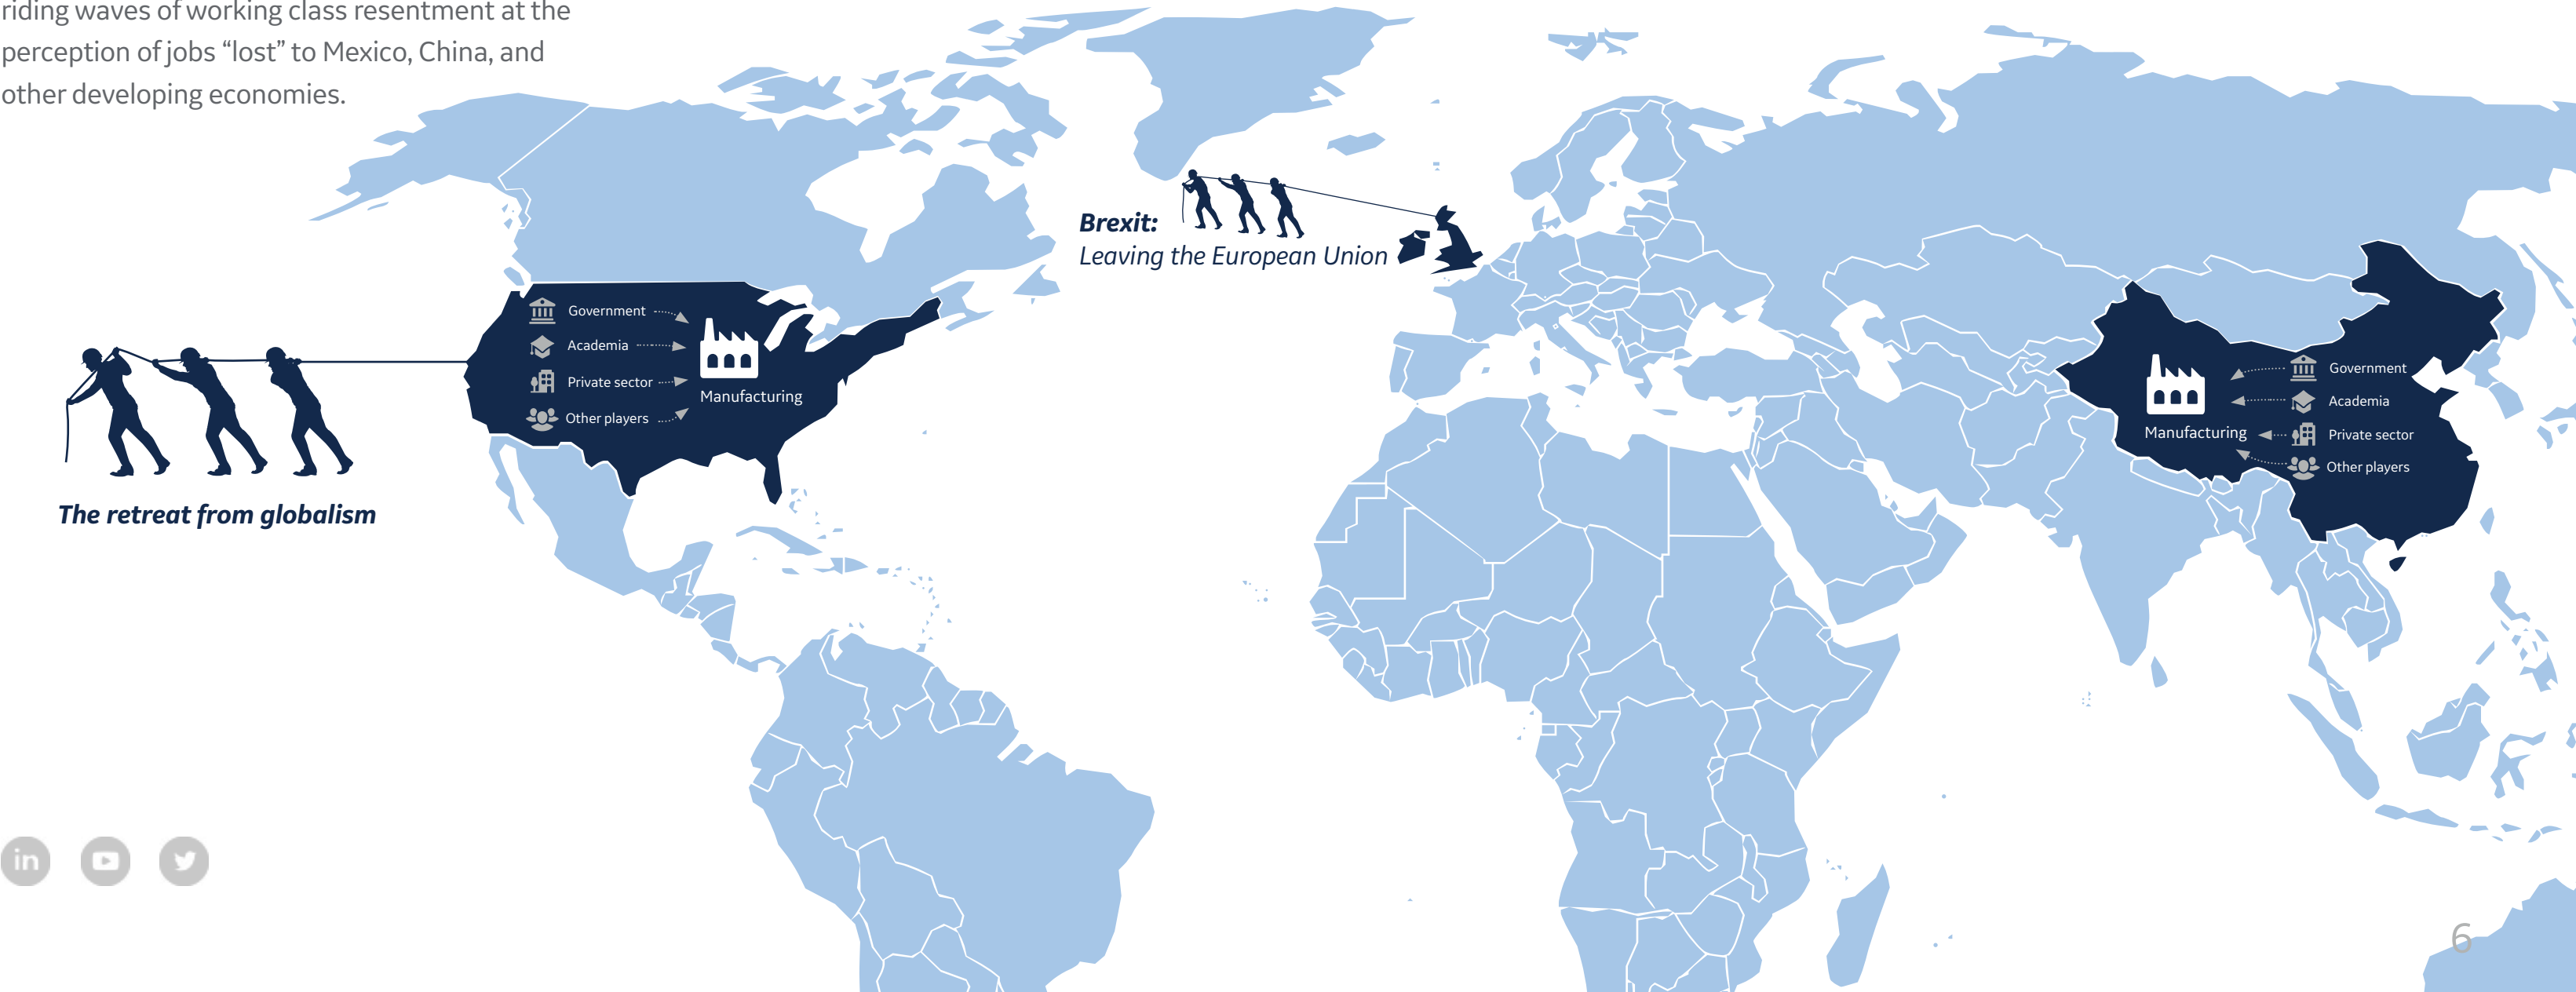 riding waves of working class resentment at the
perception of jobs “lost” to Mexico, China, and
other developing economies.
Brexit:
Leaving the European Union
Government
Academia
Private sector
Other players
Manufacturing
The retreat from globalism
Government
Academia
Private sector
Other players
Manufacturing
in
6